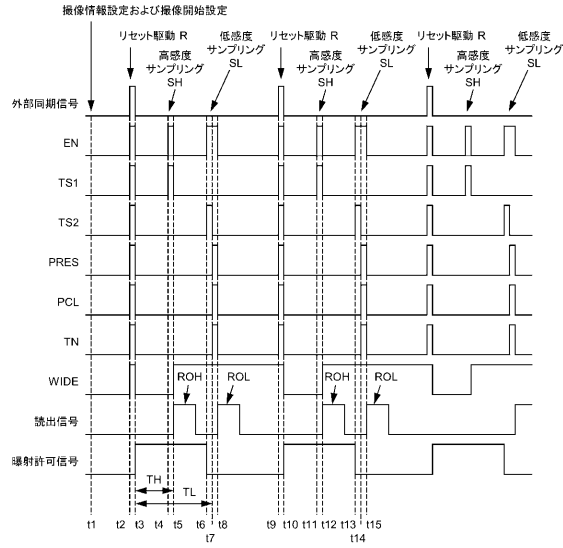 撮像情報設定および撮像開始設定
リセット駆動 R
高感度
サンプリング
SH
低感度
サンプリング
SL
リセット駆動 R
高感度
サンプリング
SH
低感度
サンプリング
SL
リセット駆動 R
高感度
サンプリング
SH
低感度
サンプリング
SL
外部同期信号
EN
TS1
TS2
PRES
PCL
TN
WIDE
ROH
ROL
ROH
ROL
読出信号
曝射許可信号
TH
TL
t1 t2 t3 t4 t5 t6 t8 t9 t10 t11 t12 t13 t15
t7 t14